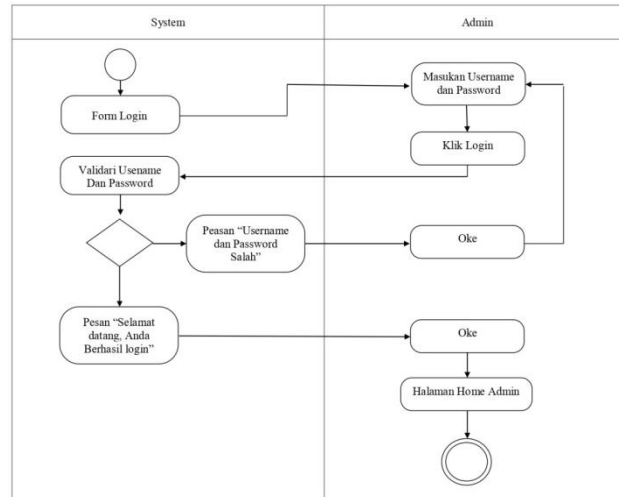 System
Admin
Masukan Username
dan Password
Form Login
Klik Login
Validari Usename
Dan Password
Peasan “Username
dan Password
Salah”
Oke
Pesan “Selamat
datang, Anda
Berhasil login”
Oke
Halaman Home Admin